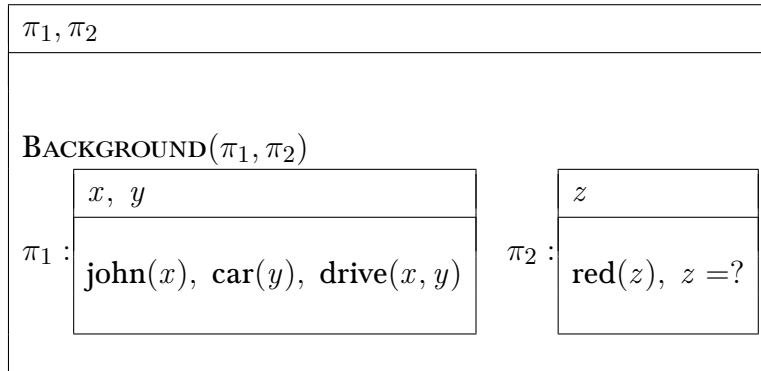 π₁, π₂
BACKGROUND(π₁, π₂)
x, y
z
π₁ :
john(x), car(y), drive(x, y)
π₂ :
red(z), z =?